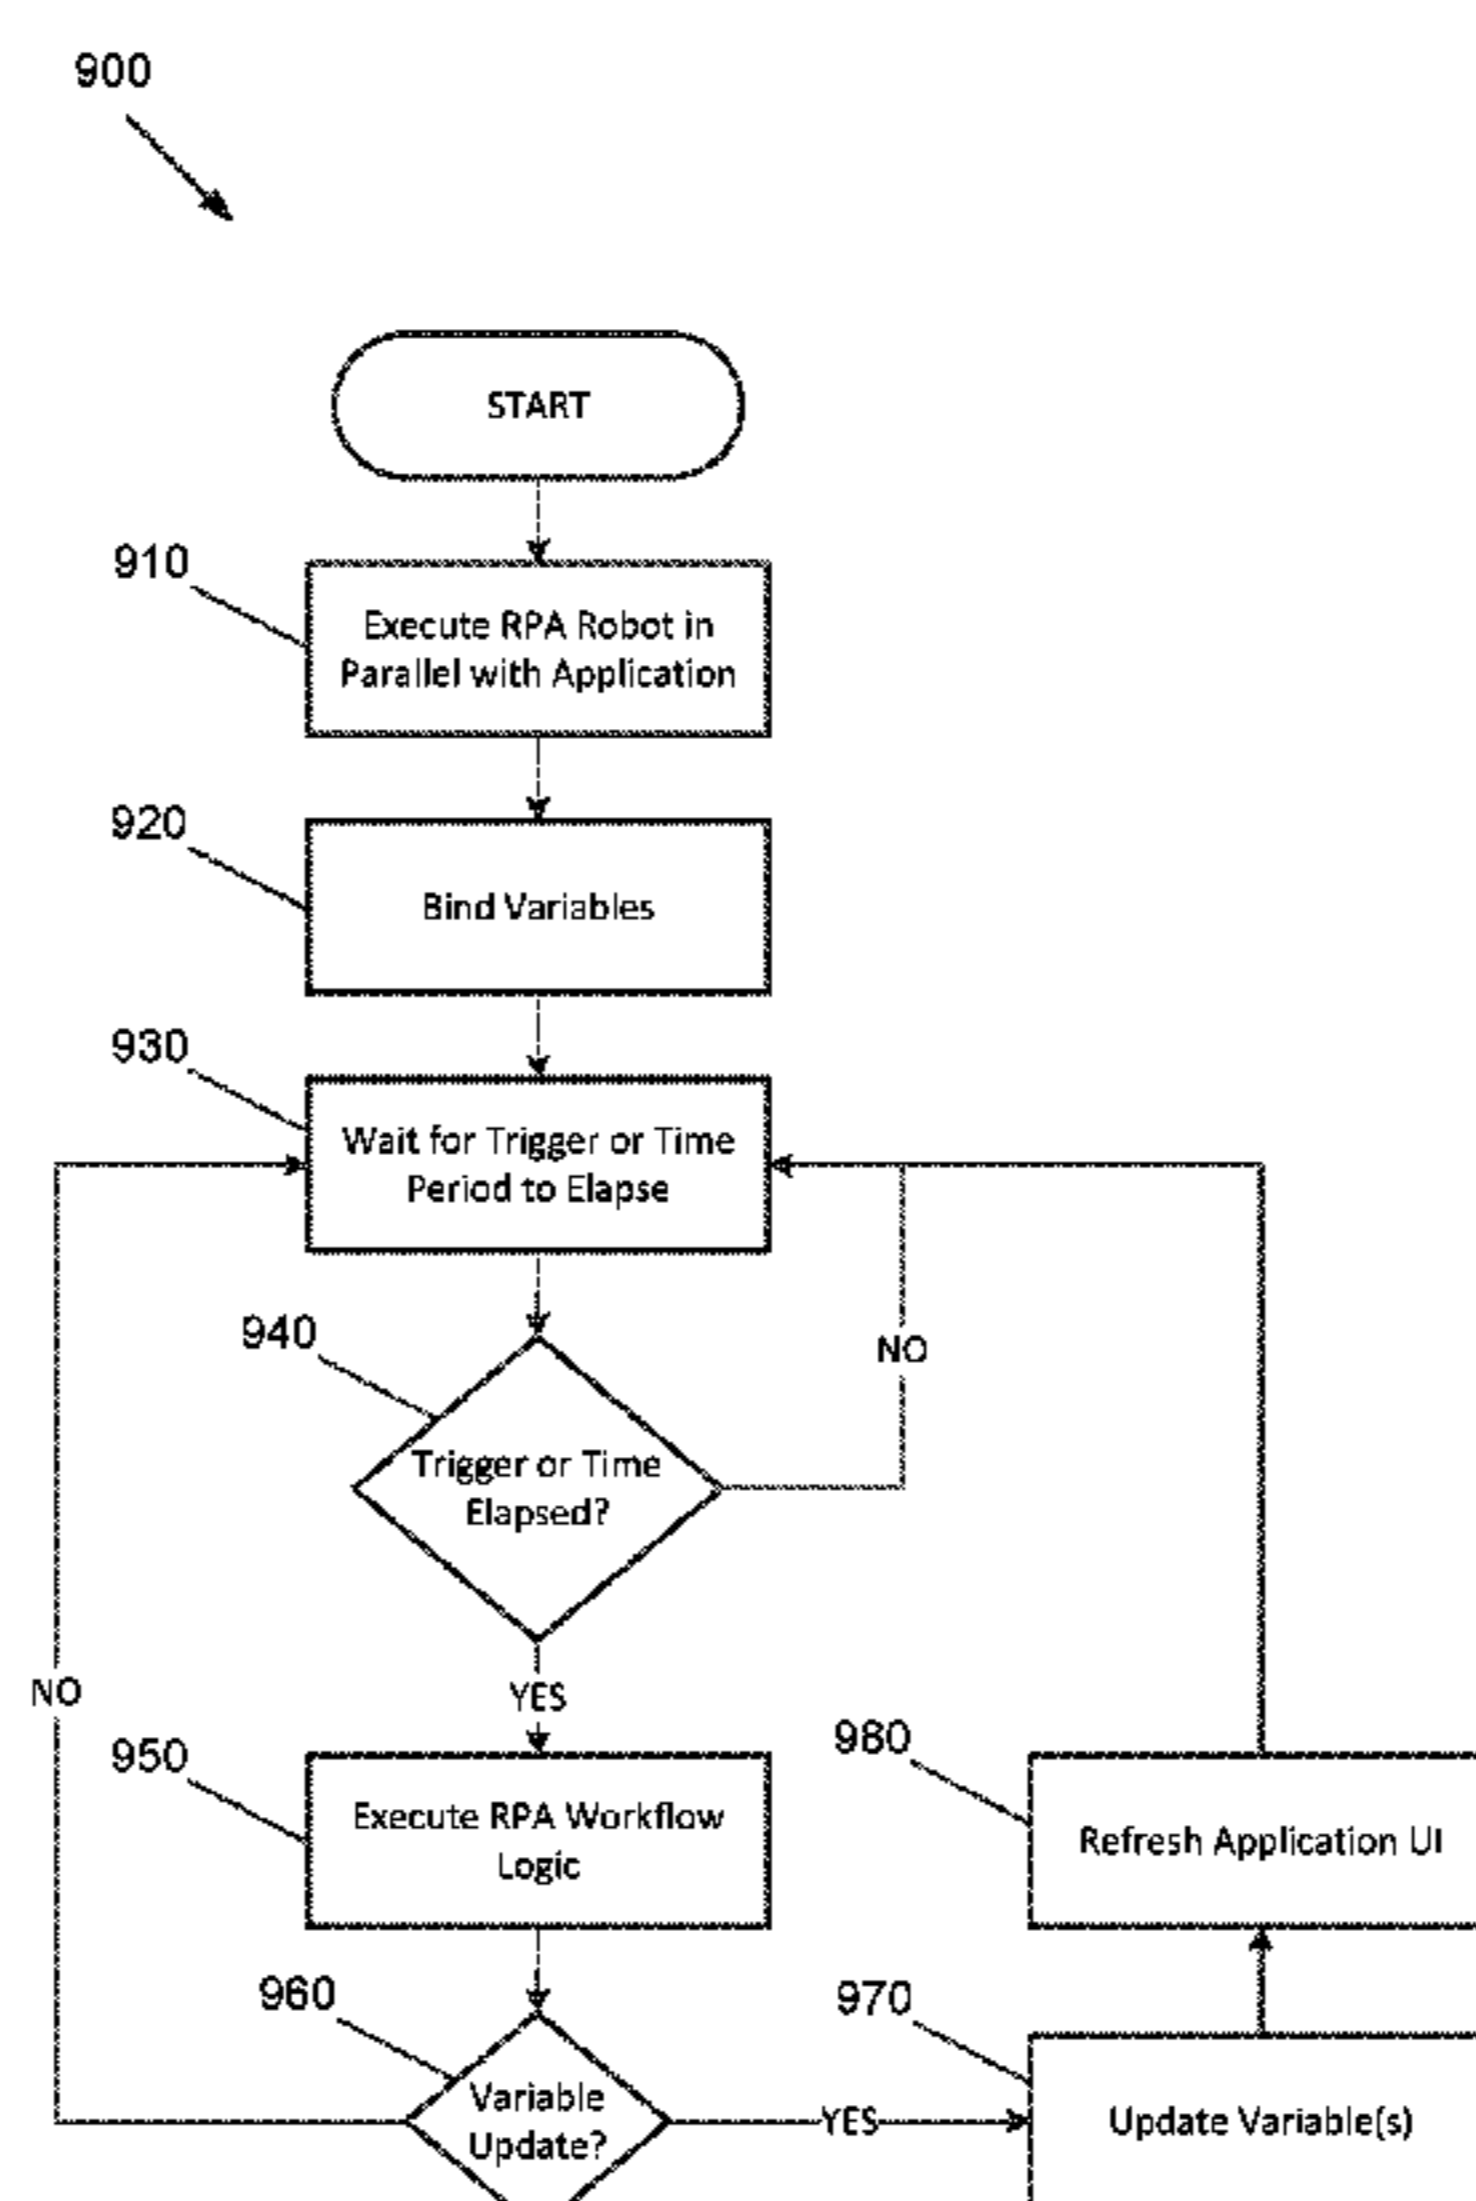 900
START
910
Execute RPA Robot in
Parallel with Application
920
Bind Variables
930
Wait for Trigger or Time
Period to Elapse
940
NO
Trigger or Time
Elapsed?
NO
YES
950
Execute RPA Workflow
Logic
980
Refresh Application UI
960
Variable
Update?
YES
970
Update Variable(s)